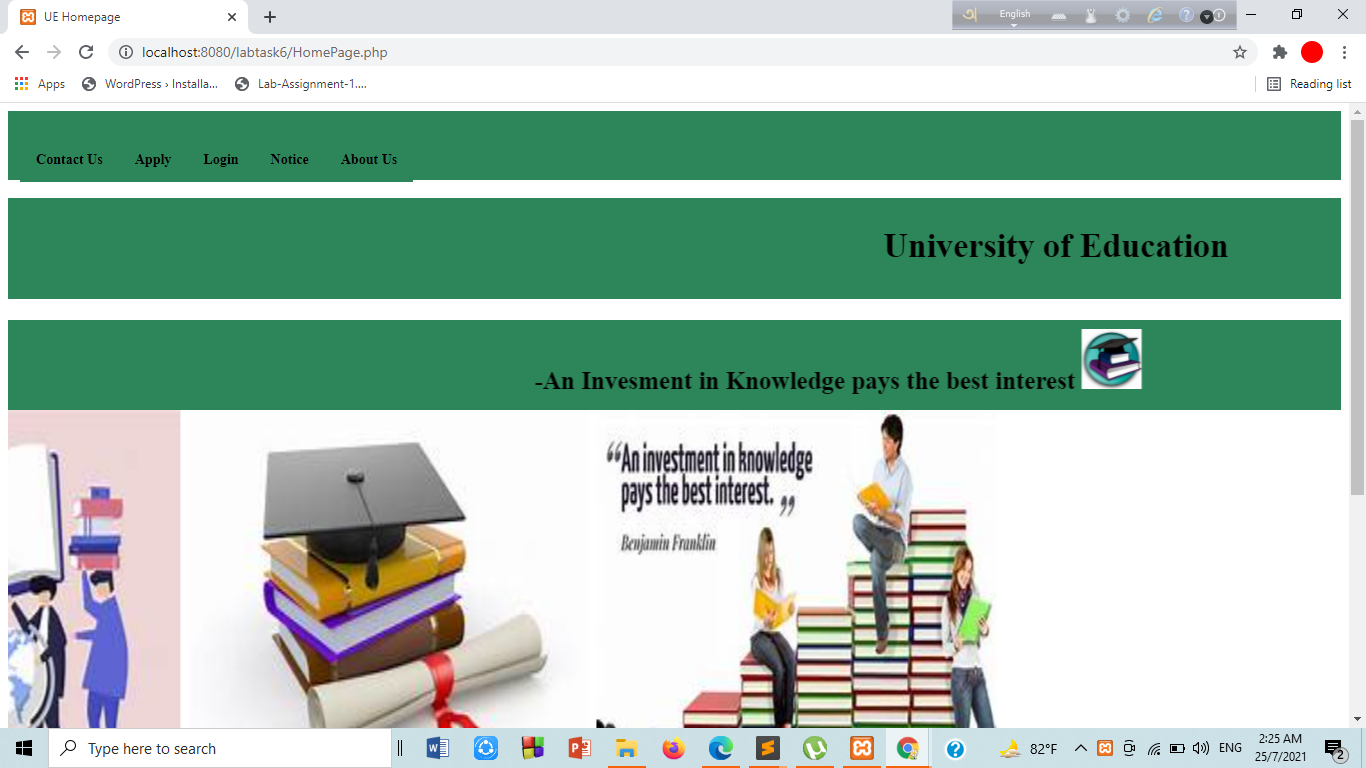 UE Homepage
English
localhost:8080/labtask6/HomePage.php
Apps
WordPress › Installa...
Lab-Assignment-1....
Reading list
Contact Us Apply Login Notice About Us
University of Education
-An Invesment in Knowledge pays the best interest
“An investment in knowledge
pays the best interest.”
Benjamin Franklin
Type here to search
82°F
ENG
2:25 AM
25/7/2021
2